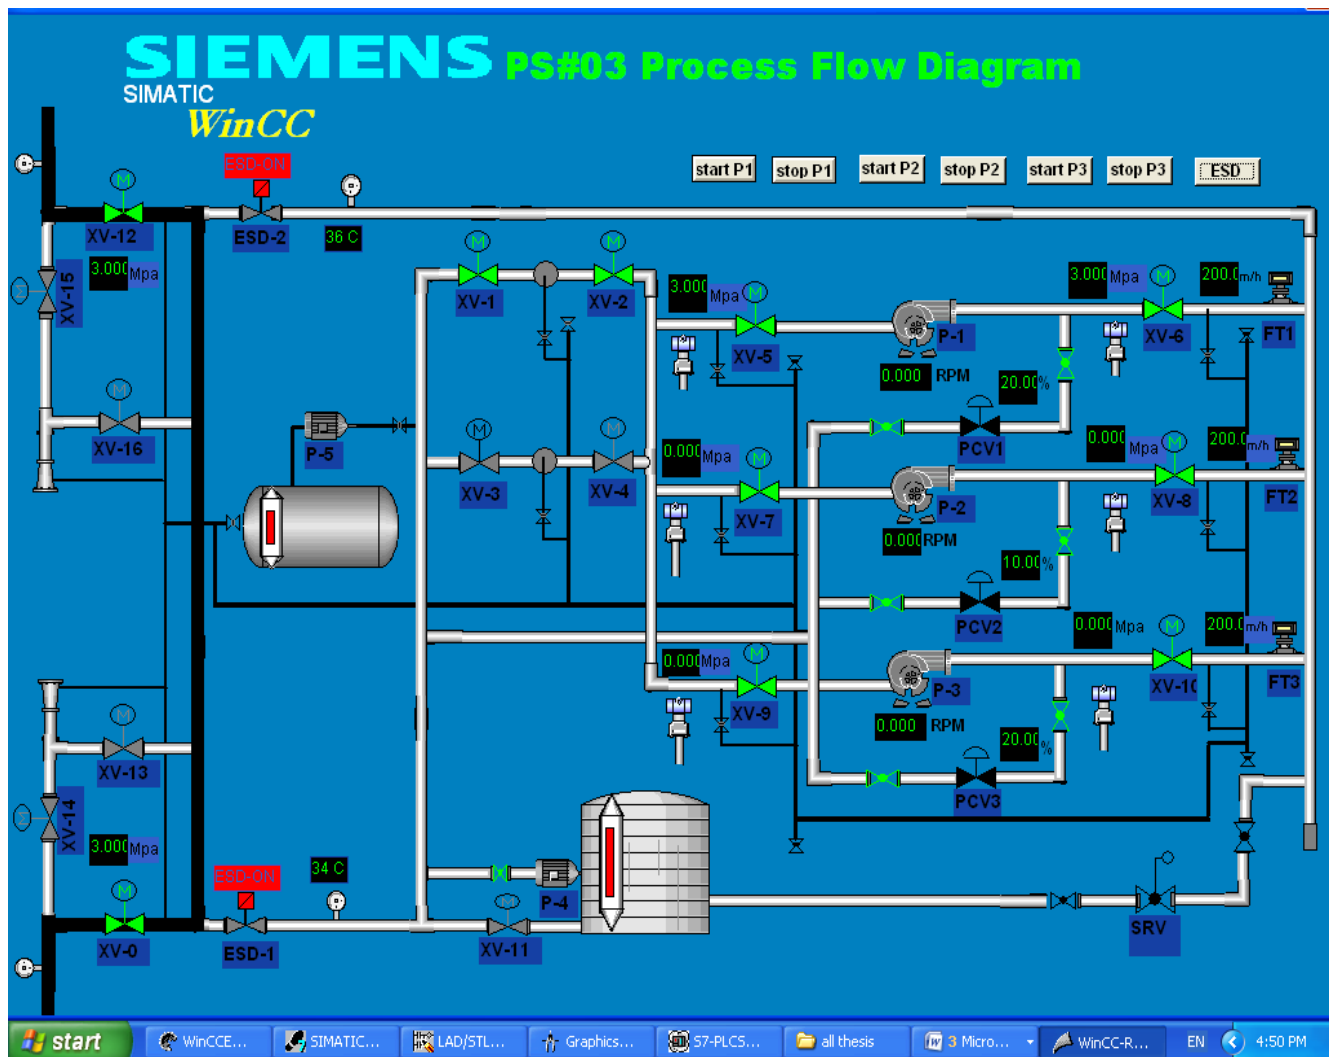 SIEMENS
SIMATIC
WinCC
PS#03 Process Flow Diagram
start P1
stop P1
start P2
stop P2
start P3
stop P3
ESD
ESD-ON
M
XV-12
ESD-2
36 C
3.000 Mpa
XV-15
M
XV-1
M
XV-2
3.000 Mpa
M
XV-5
P-1
0.000 RPM
3.000 Mpa
M
XV-6
200.0 m/h
FT1
20.00 %
PCV1
M
XV-16
P-5
M
XV-3
M
XV-4
0.000 Mpa
M
XV-7
P-2
0.000 RPM
0.000 Mpa
M
XV-8
200.0 m/h
FT2
10.00 %
PCV2
0.000 Mpa
M
XV-9
P-3
0.000 RPM
0.000 Mpa
M
XV-10
200.0 m/h
FT3
20.00 %
PCV3
M
XV-13
XV-14
3.000 Mpa
M
XV-0
ESD-ON
ESD-1
34 C
P-4
M
XV-11
SRV
start
WinCCE...
SIMATIC...
LAD/STL...
Graphics...
S7-PLCS...
all thesis
3 Micro...
WinCC-R...
EN
4:50 PM